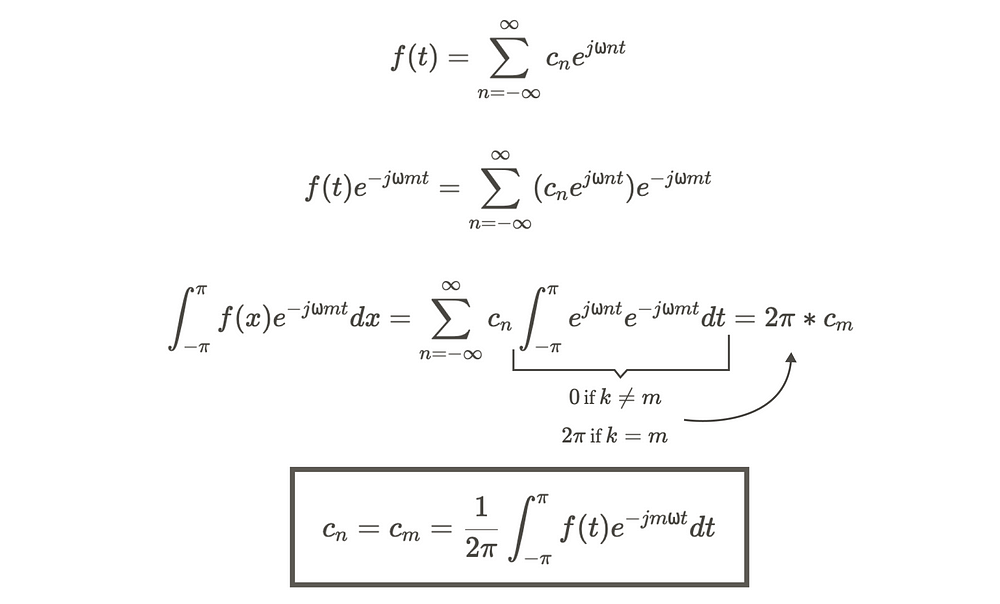 f(t) = ∑_{n=-∞}^{∞} c_n e^{jωnt}
f(t)e^{-jωmt} = ∑_{n=-∞}^{∞} (c_n e^{jωnt})e^{-jωmt}
∫_{-π}^{π} f(x)e^{-jωmt}dx = ∑_{n=-∞}^{∞} c_n ∫_{-π}^{π} e^{jωnt}e^{-jωmt}dt = 2π * c_m
0 if k ≠ m
2π if k = m
c_n = c_m = \frac{1}{2π} ∫_{-π}^{π} f(t)e^{-jmωt}dt